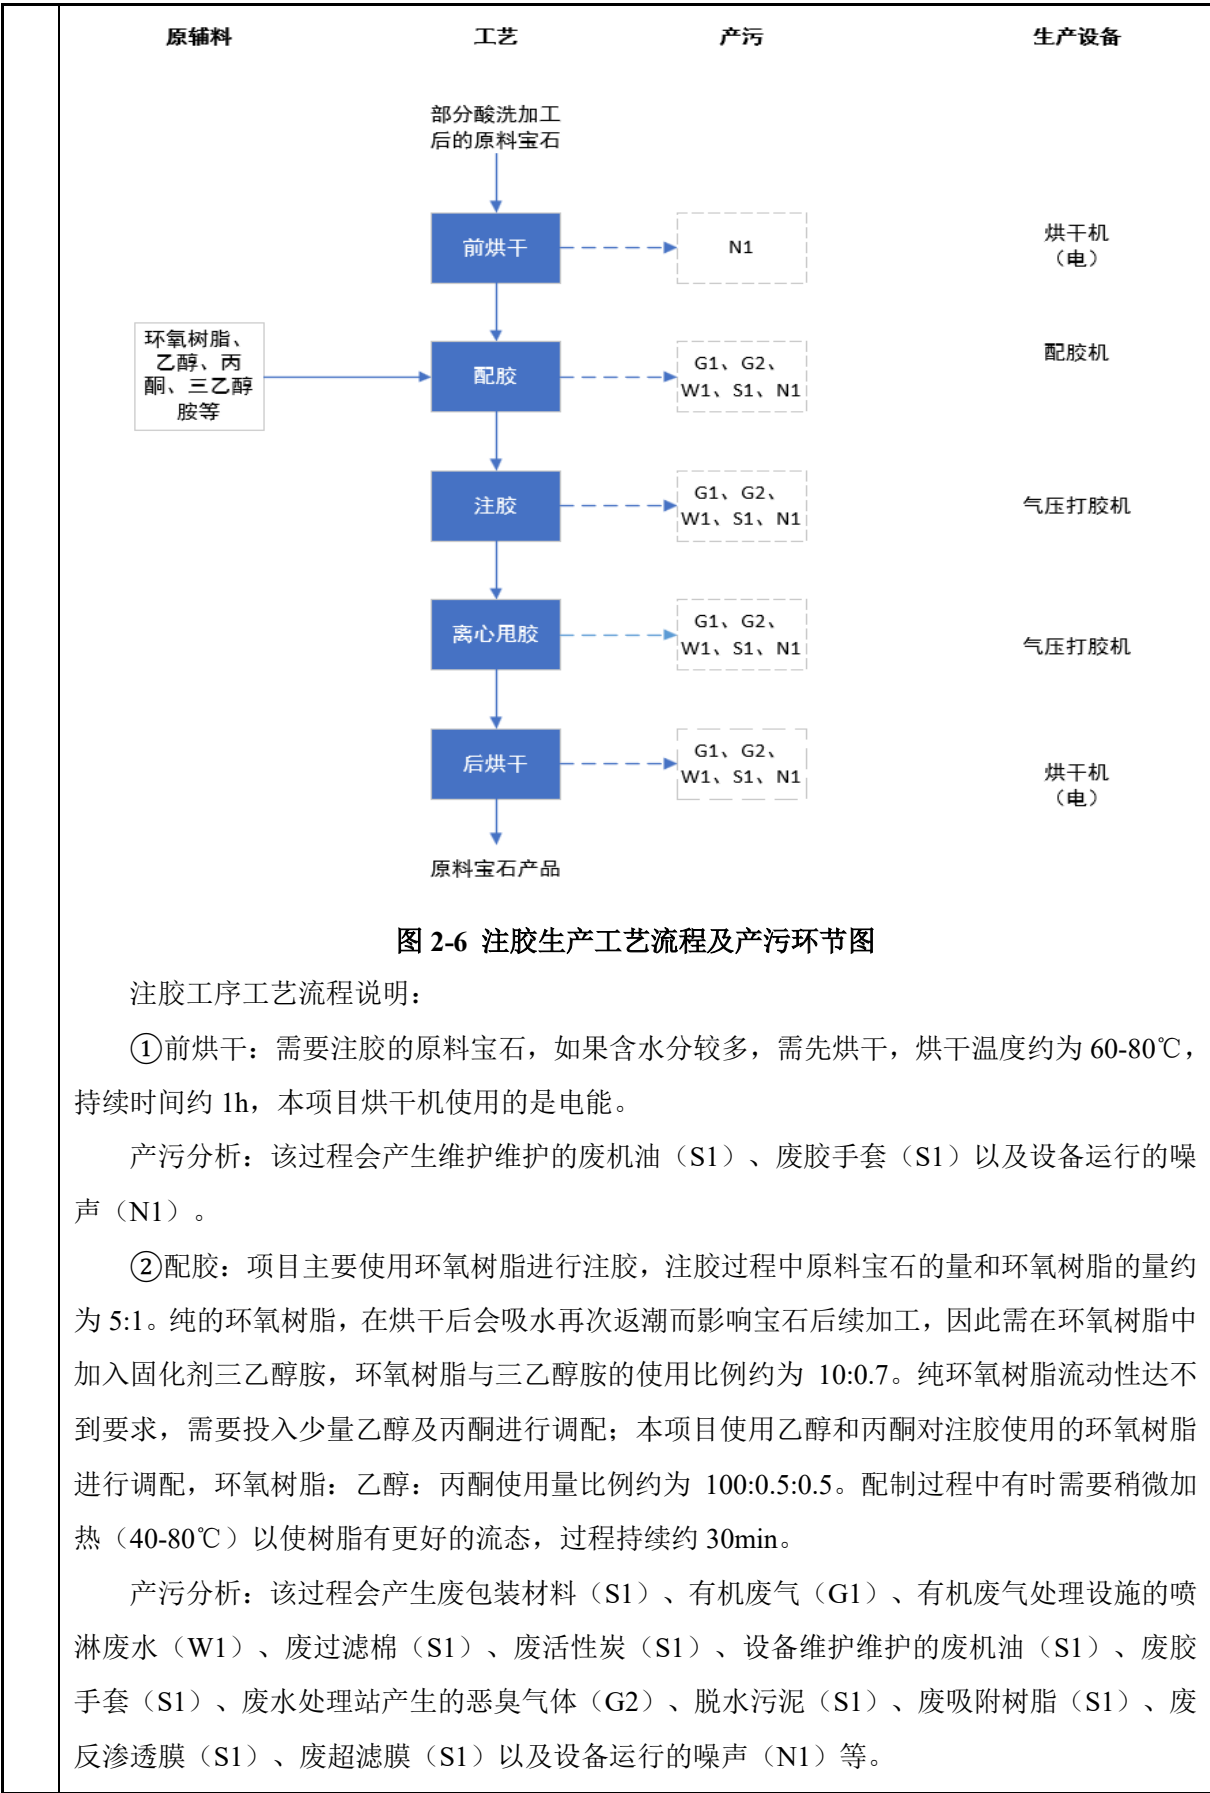 原辅料 工艺 产污 生产设备
部分酸洗加工
后的原料宝石
前烘干
N1
烘干机
（电）
环氧树脂、
乙醇、丙
酮、三乙醇
胺等
配胶
G1、G2、
W1、S1、N1
配胶机
注胶
G1、G2、
W1、S1、N1
气压打胶机
离心甩胶
G1、G2、
W1、S1、N1
气压打胶机
后烘干
G1、G2、
W1、S1、N1
烘干机
（电）
原料宝石产品
图 2-6 注胶生产工艺流程及产污环节图
注胶工序工艺流程说明：
①前烘干：需要注胶的原料宝石，如果含水分较多，需先烘干，烘干温度约为 60-80℃，
持续时间约 1h，本项目烘干机使用的是电能。
产污分析：该过程会产生维护维护的废机油（S1）、废胶手套（S1）以及设备运行的噪
声（N1）。
②配胶：项目主要使用环氧树脂进行注胶，注胶过程中原料宝石的量和环氧树脂的量约
为 5:1。纯的环氧树脂，在烘干后会吸水再次返潮而影响宝石后续加工，因此需在环氧树脂中
加入固化剂三乙醇胺，环氧树脂与三乙醇胺的使用比例约为 10:0.7。纯环氧树脂流动性达不
到要求，需要投入少量乙醇及丙酮进行调配；本项目使用乙醇和丙酮对注胶使用的环氧树脂
进行调配，环氧树脂：乙醇：丙酮使用量比例约为 100:0.5:0.5。配制过程中有时需要稍微加
热（40-80℃）以使树脂有更好的流态，过程持续约 30min。
产污分析：该过程会产生废包装材料（S1）、有机废气（G1）、有机废气处理设施的喷
淋废水（W1）、废过滤棉（S1）、废活性炭（S1）、设备维护维护的废机油（S1）、废胶
手套（S1）、废水处理站产生的恶臭气体（G2）、脱水污泥（S1）、废吸附树脂（S1）、废
反渗透膜（S1）、废超滤膜（S1）以及设备运行的噪声（N1）等。